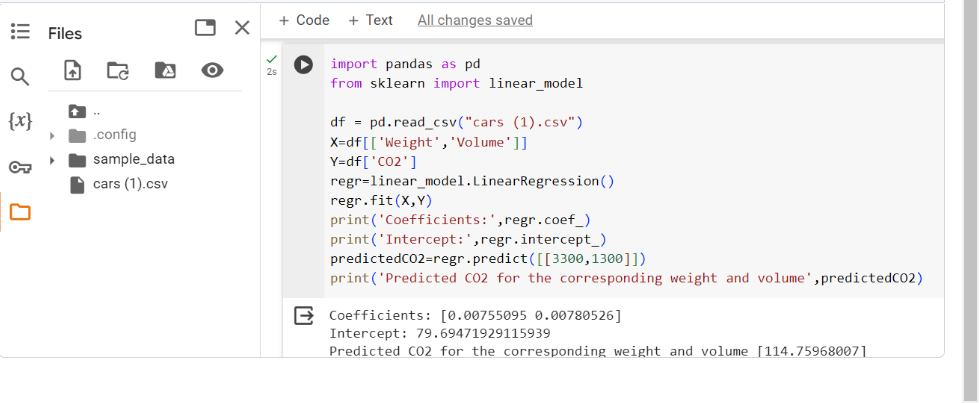 Files
{x}
..
.config
sample_data
cars (1).csv
+ Code + Text All changes saved
2s
import pandas as pd
from sklearn import linear_model
df = pd.read_csv("cars (1).csv")
X=df[['Weight','Volume']]
Y=df['CO2']
regr=linear_model.LinearRegression()
regr.fit(X,Y)
print('Coefficients:',regr.coef_)
print('Intercept:',regr.intercept_)
predictedCO2=regr.predict([[3300,1300]])
print('Predicted CO2 for the corresponding weight and volume',predictedCO2)
Coefficients: [0.00755095 0.00780526]
Intercept: 79.69471929115939
Predicted CO2 for the corresponding weight and volume [114.75968007]